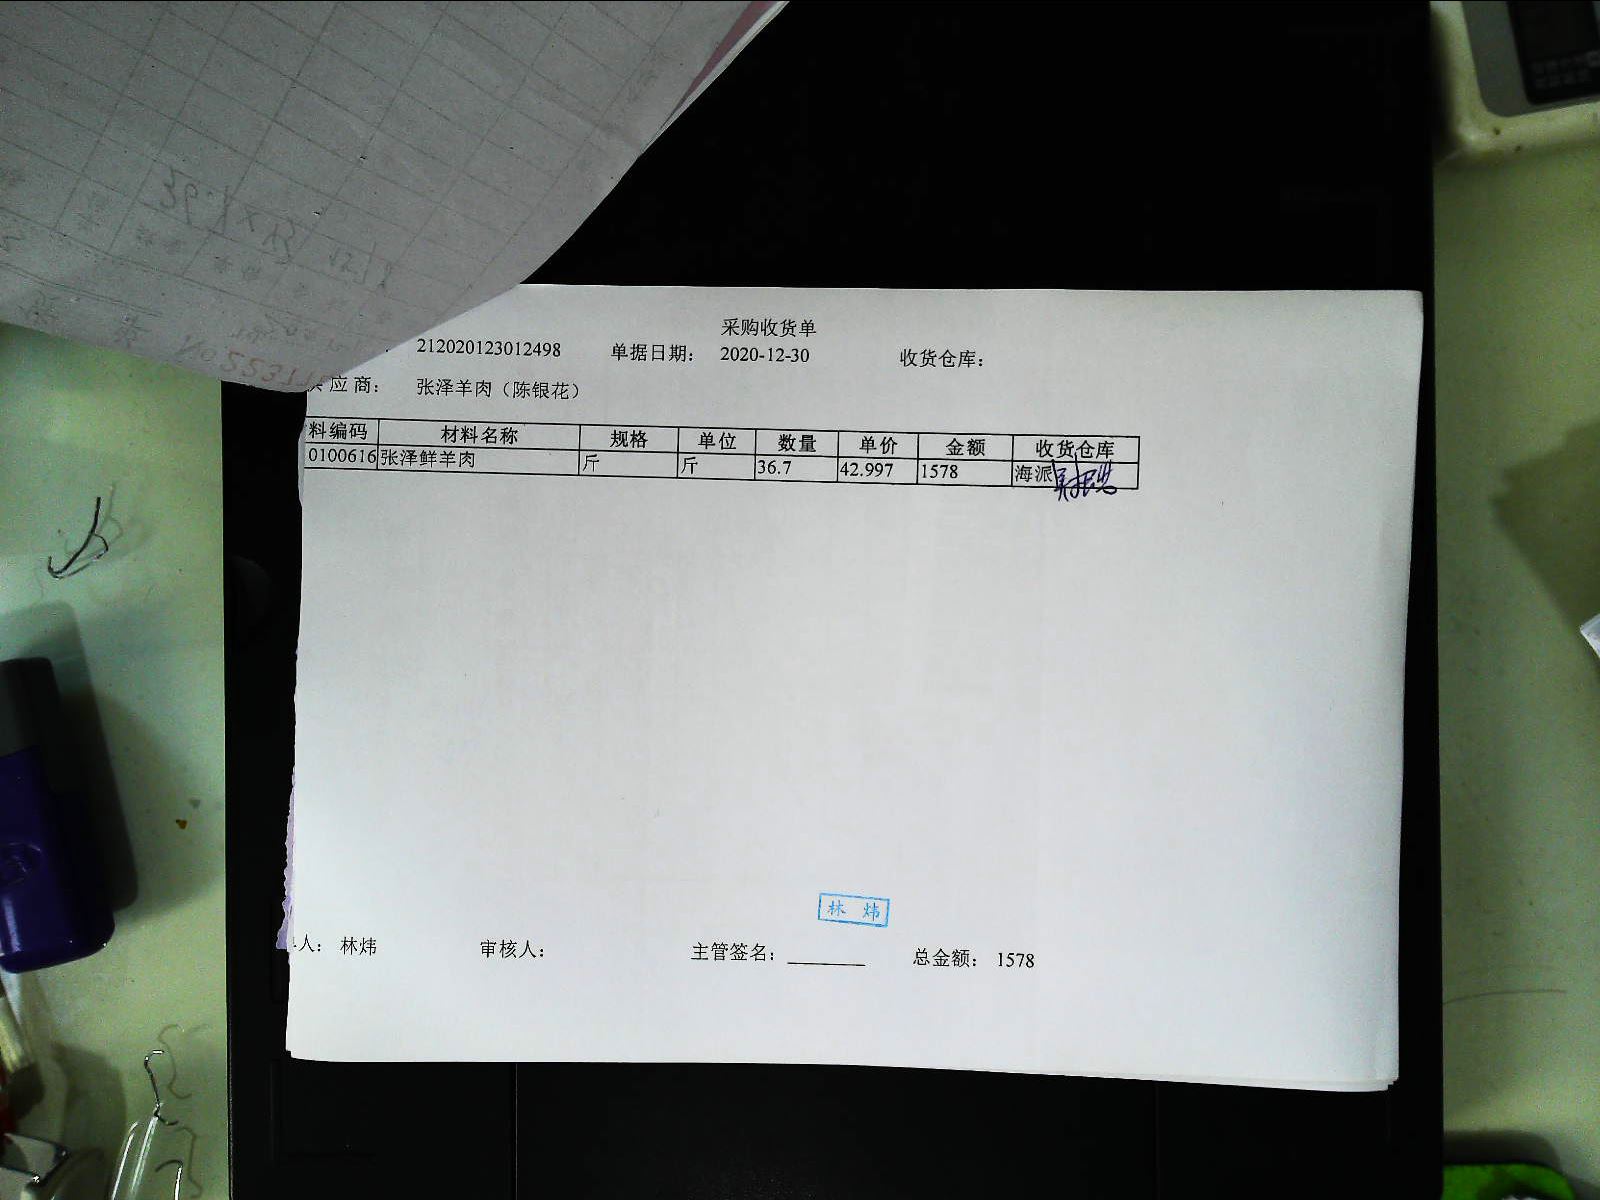 采购收货单
212020123012498 单据日期： 2020-12-30 收货仓库：
应商： 张泽羊肉（陈银花）
料编码 材料名称 规格 单位 数量 单价 金额 收货仓库
0100616 张泽鲜羊肉 斤 斤 36.7 42.997 1578 海派
林 炜
人： 林炜 审核人： 主管签名：________ 总金额： 1578